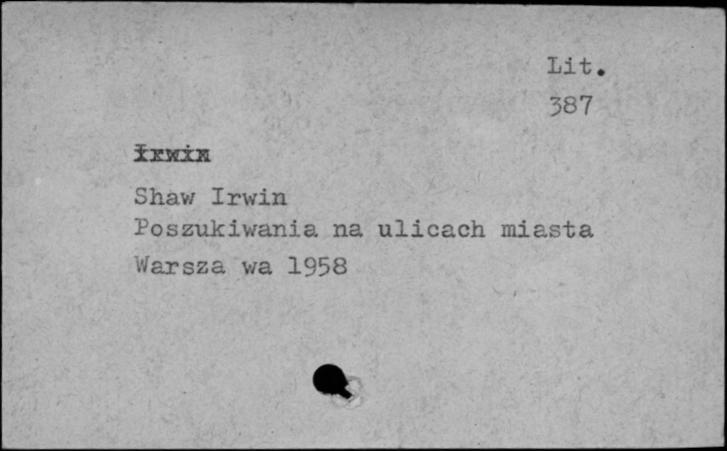 Lit.
387
Irwin
Shaw Irwin
Poszukiwania na ulicach miasta
Warsza wa 1958